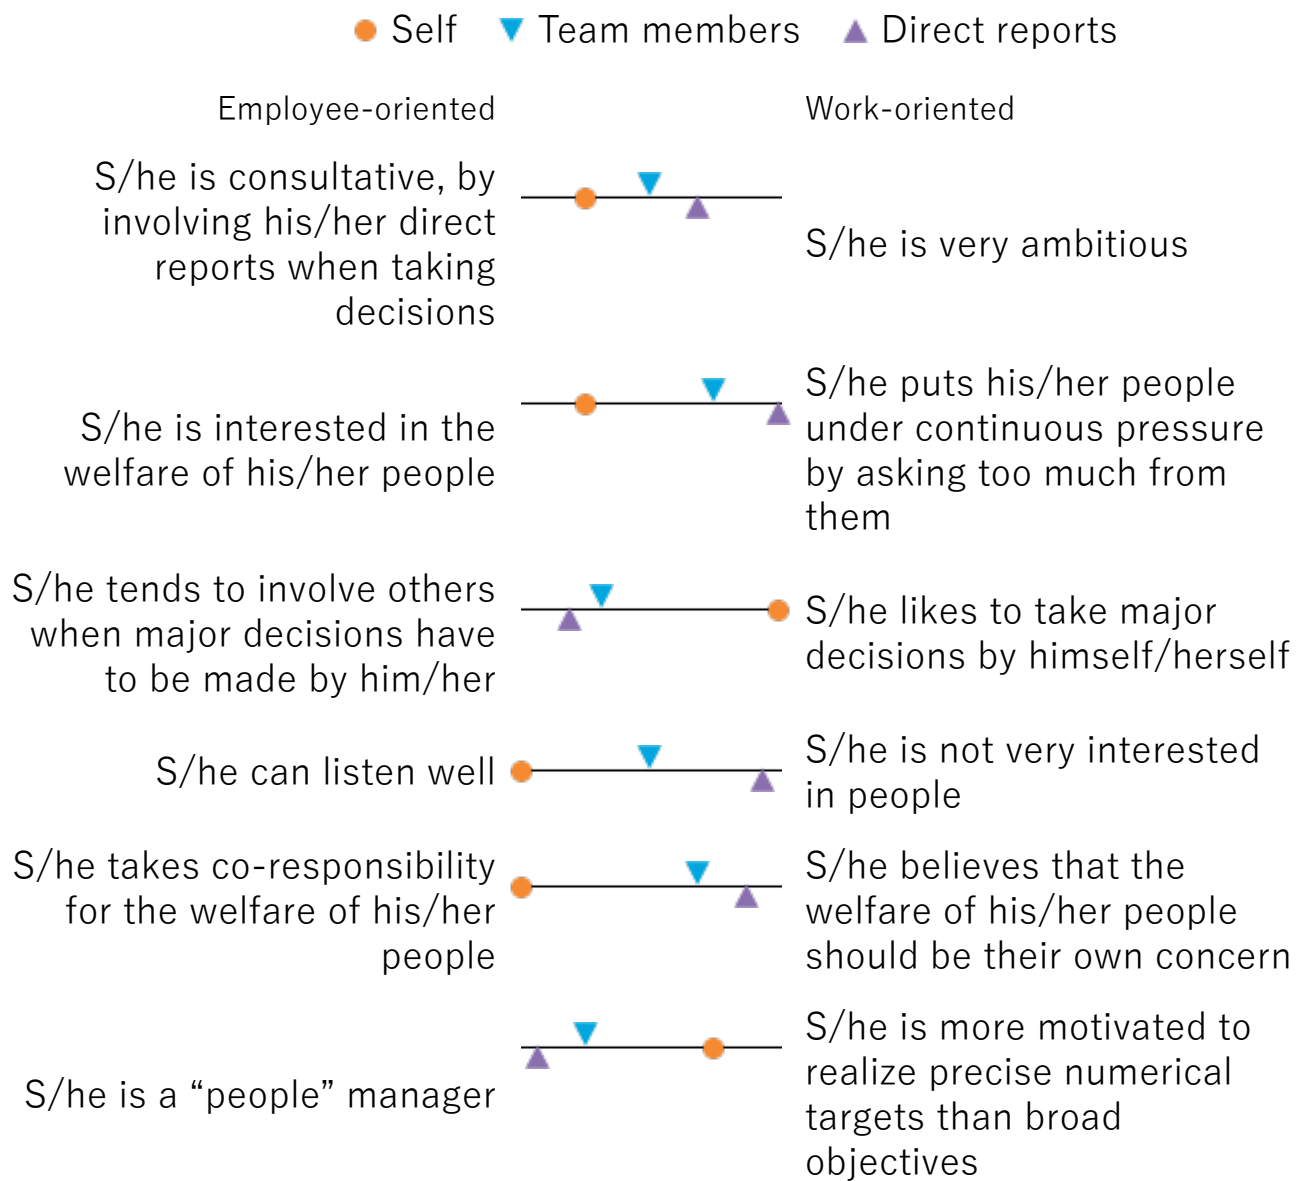 Self Team members Direct reports
Employee-oriented
Work-oriented
S/he is consultative, by
involving his/her direct
reports when taking
decisions
S/he is very ambitious
S/he is interested in the
welfare of his/her people
S/he puts his/her people
under continuous pressure
by asking too much from
them
S/he tends to involve others
when major decisions have
to be made by him/her
S/he likes to take major
decisions by himself/herself
S/he can listen well
S/he is not very interested
in people
S/he takes co-responsibility
for the welfare of his/her
people
S/he believes that the
welfare of his/her people
should be their own concern
S/he is a “people” manager
S/he is more motivated to
realize precise numerical
targets than broad
objectives